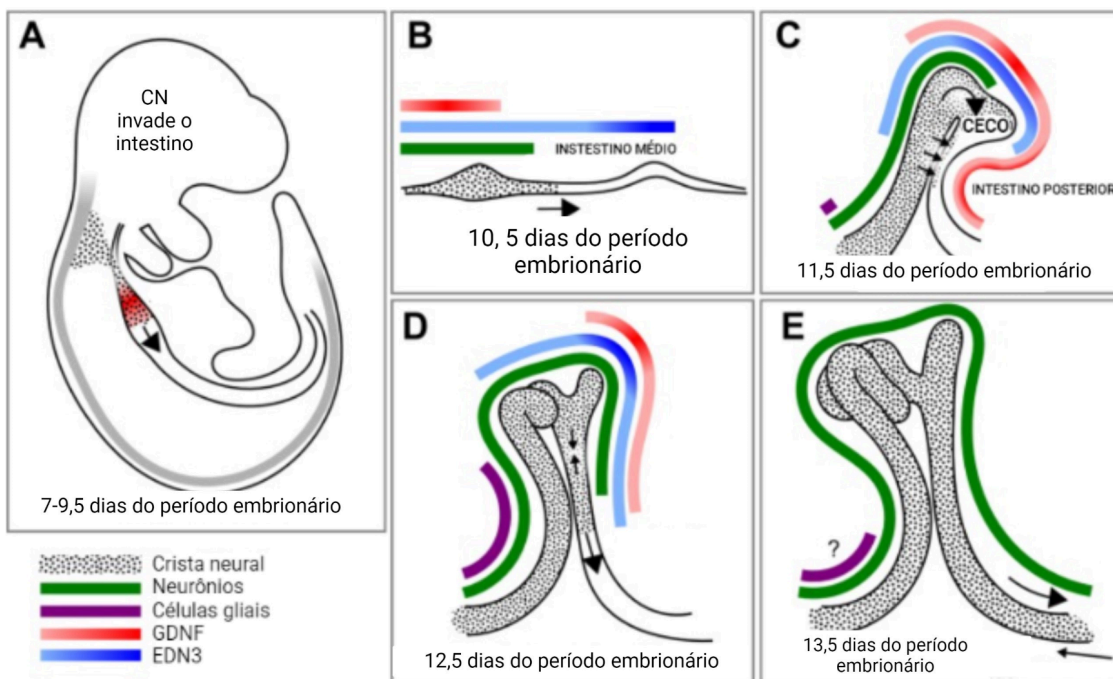 A
CN
invade o
intestino
7-9,5 dias do período embrionário
B
INSTESTINO MÉDIO
10, 5 dias do período
embrionário
C
CECO
INTESTINO POSTERIOR
11,5 dias do período embrionário
D
12,5 dias do período embrionário
E
?
13,5 dias do período
embrionário
Crista neural
Neurônios
Células gliais
GDNF
EDN3